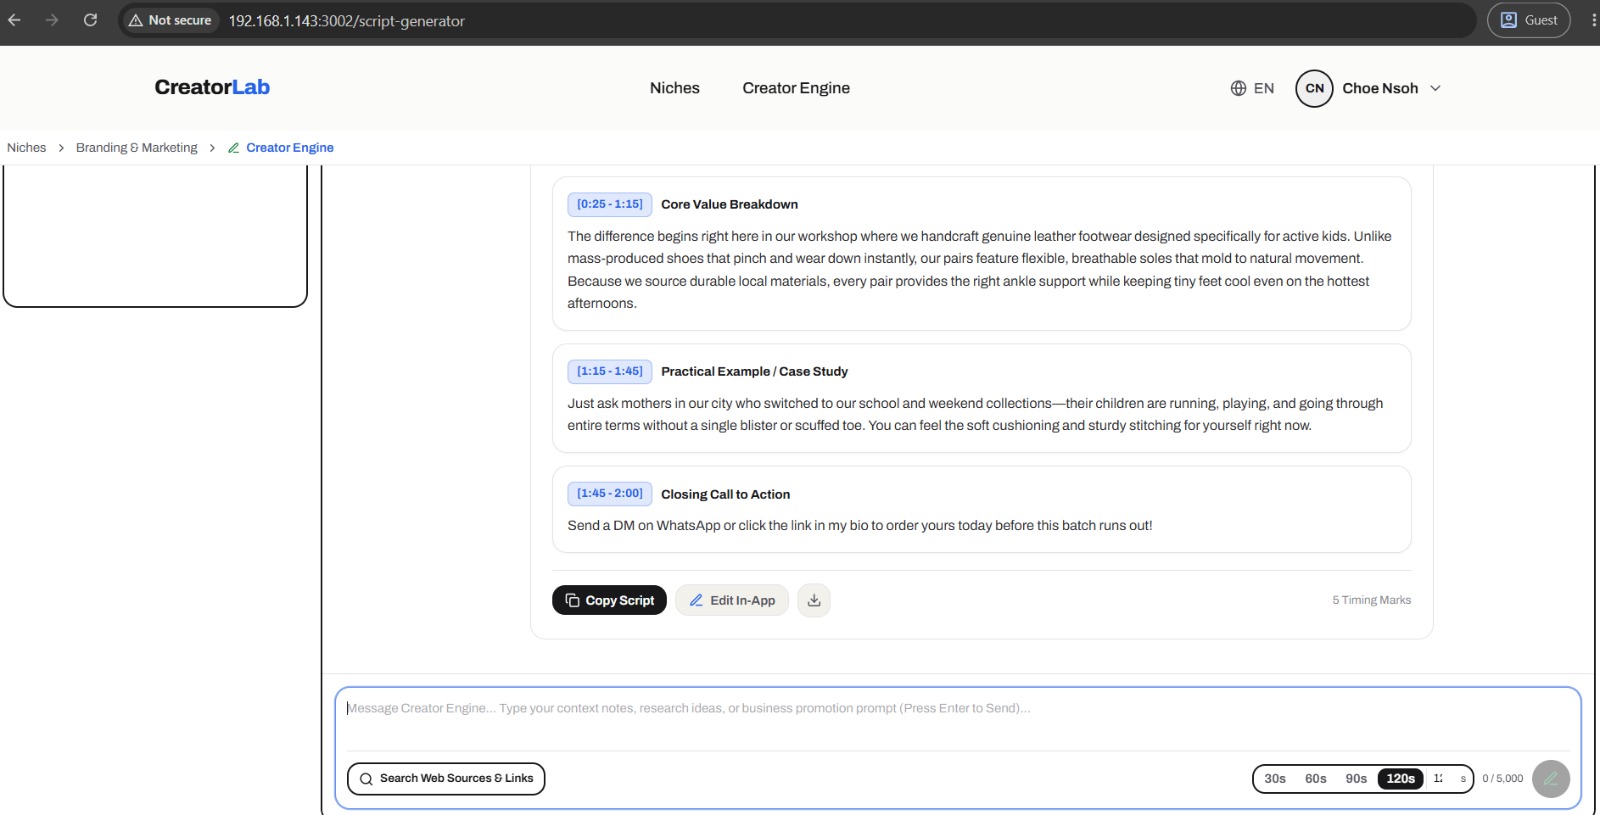 Not secure 192.168.1.143:3002/script-generator Guest
CreatorLab Niches Creator Engine EN CN Choe Nsoh
Niches > Branding & Marketing > Creator Engine
[0:25 - 1:15] Core Value Breakdown
The difference begins right here in our workshop where we handcraft genuine leather footwear designed specifically for active kids. Unlike
mass-produced shoes that pinch and wear down instantly, our pairs feature flexible, breathable soles that mold to natural movement.
Because we source durable local materials, every pair provides the right ankle support while keeping tiny feet cool even on the hottest
afternoons.
[1:15 - 1:45] Practical Example / Case Study
Just ask mothers in our city who switched to our school and weekend collections—their children are running, playing, and going through
entire terms without a single blister or scuffed toe. You can feel the soft cushioning and sturdy stitching for yourself right now.
[1:45 - 2:00] Closing Call to Action
Send a DM on WhatsApp or click the link in my bio to order yours today before this batch runs out!
Copy Script Edit In-App 5 Timing Marks
Message Creator Engine... Type your context notes, research ideas, or business promotion prompt (Press Enter to Send)...
Search Web Sources & Links 30s 60s 90s 120s s 0 / 5,000